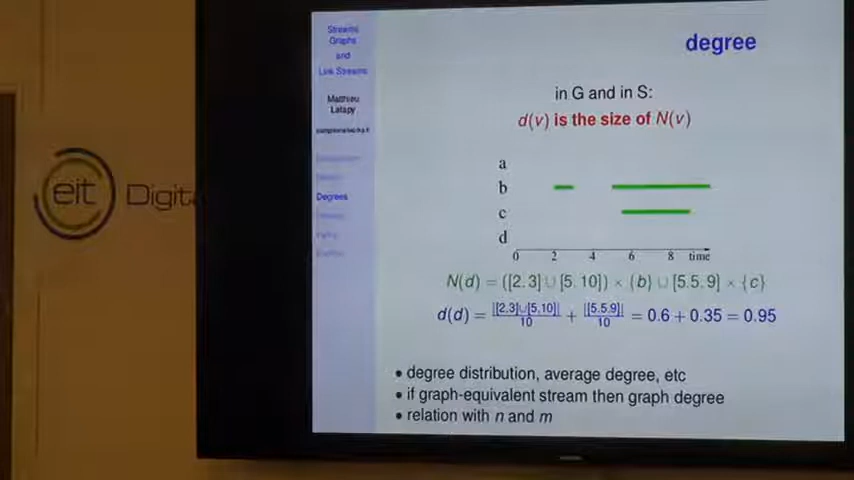 Streams
Graphs
and
Link Streams
Matthieu
Latapy
Degrees
eit Digita
degree
in G and in S:
d(v) is the size of N(v)
a
b
c
d
0 2 4 6 8 time
N(d) = ([2,3] ∪ [5,10]) × {b} ∪ [5.5,9] × {c}
d(d) = |[2,3]∪[5,10]|/10 + |[5.5,9]|/10 = 0.6 + 0.35 = 0.95
• degree distribution, average degree, etc
• if graph-equivalent stream then graph degree
• relation with n and m